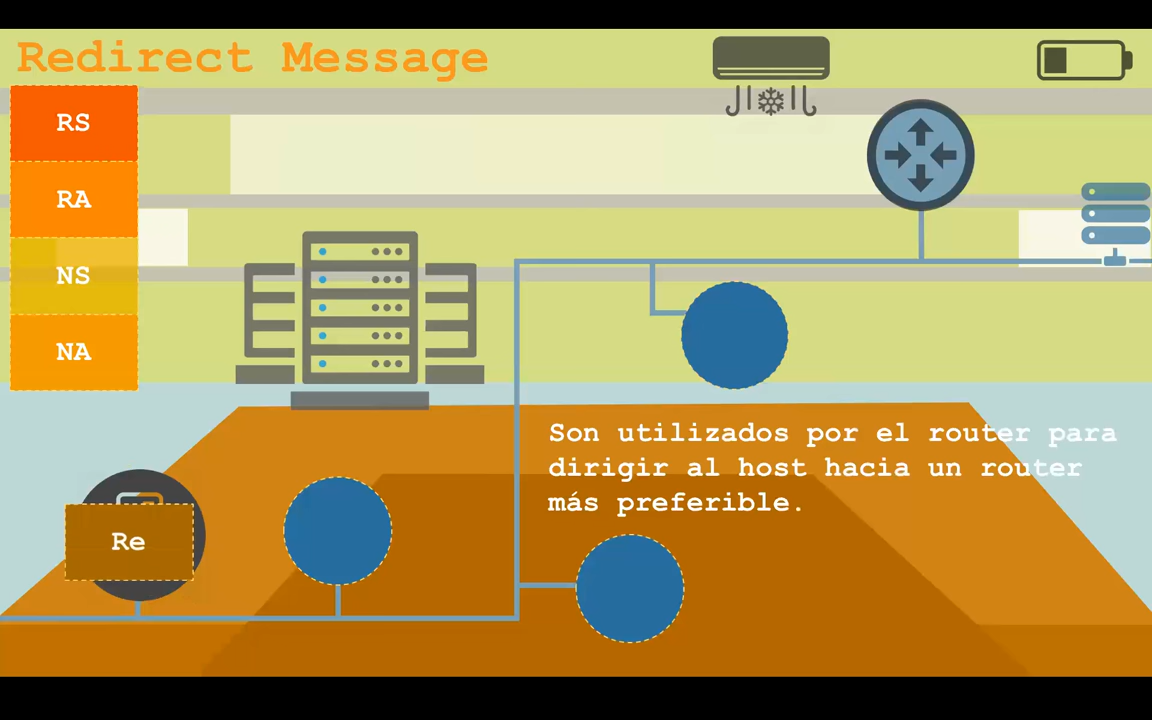 Redirect Message
RS
RA
NS
NA
Son utilizados por el router para
dirigir al host hacia un router
más preferible.
Re